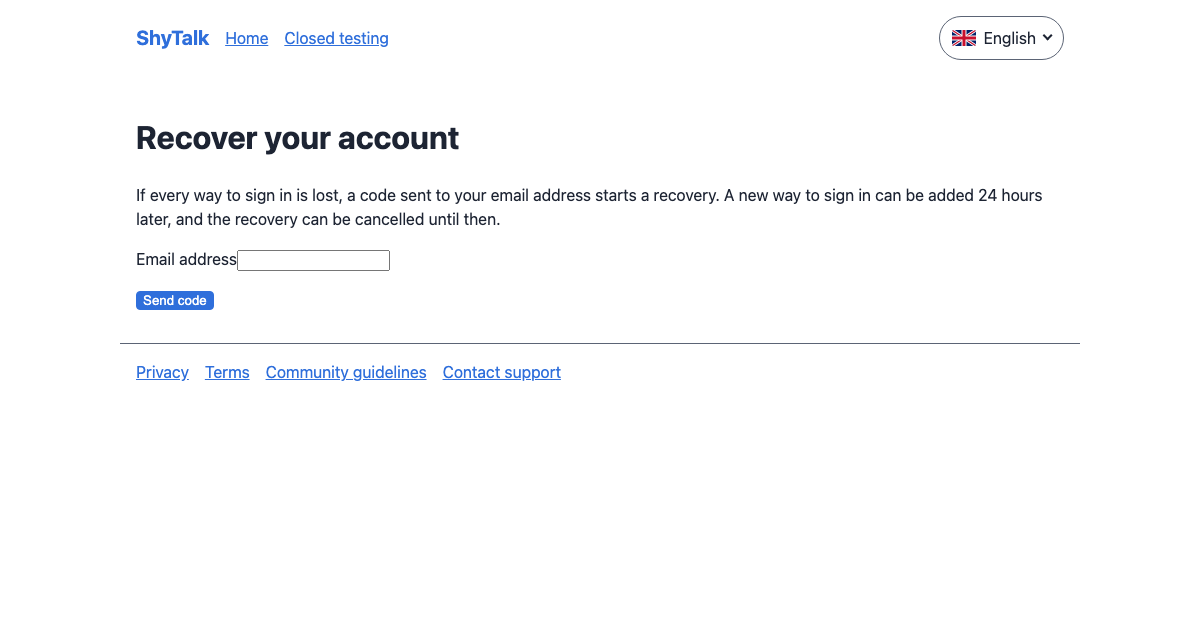 ShyTalk Home Closed testing English
Recover your account
If every way to sign in is lost, a code sent to your email address starts a recovery. A new way to sign in can be added 24 hours
later, and the recovery can be cancelled until then.
Email address
Send code
Privacy Terms Community guidelines Contact support